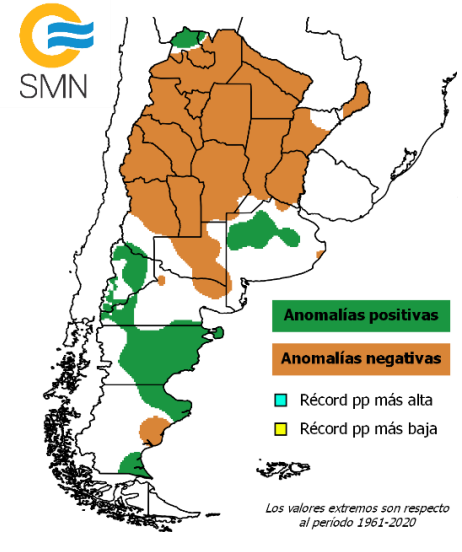 SMN
Anomalías positivas
Anomalías negativas
Récord pp más alta
Récord pp más baja
Los valores extremos son respecto
al período 1961-2020